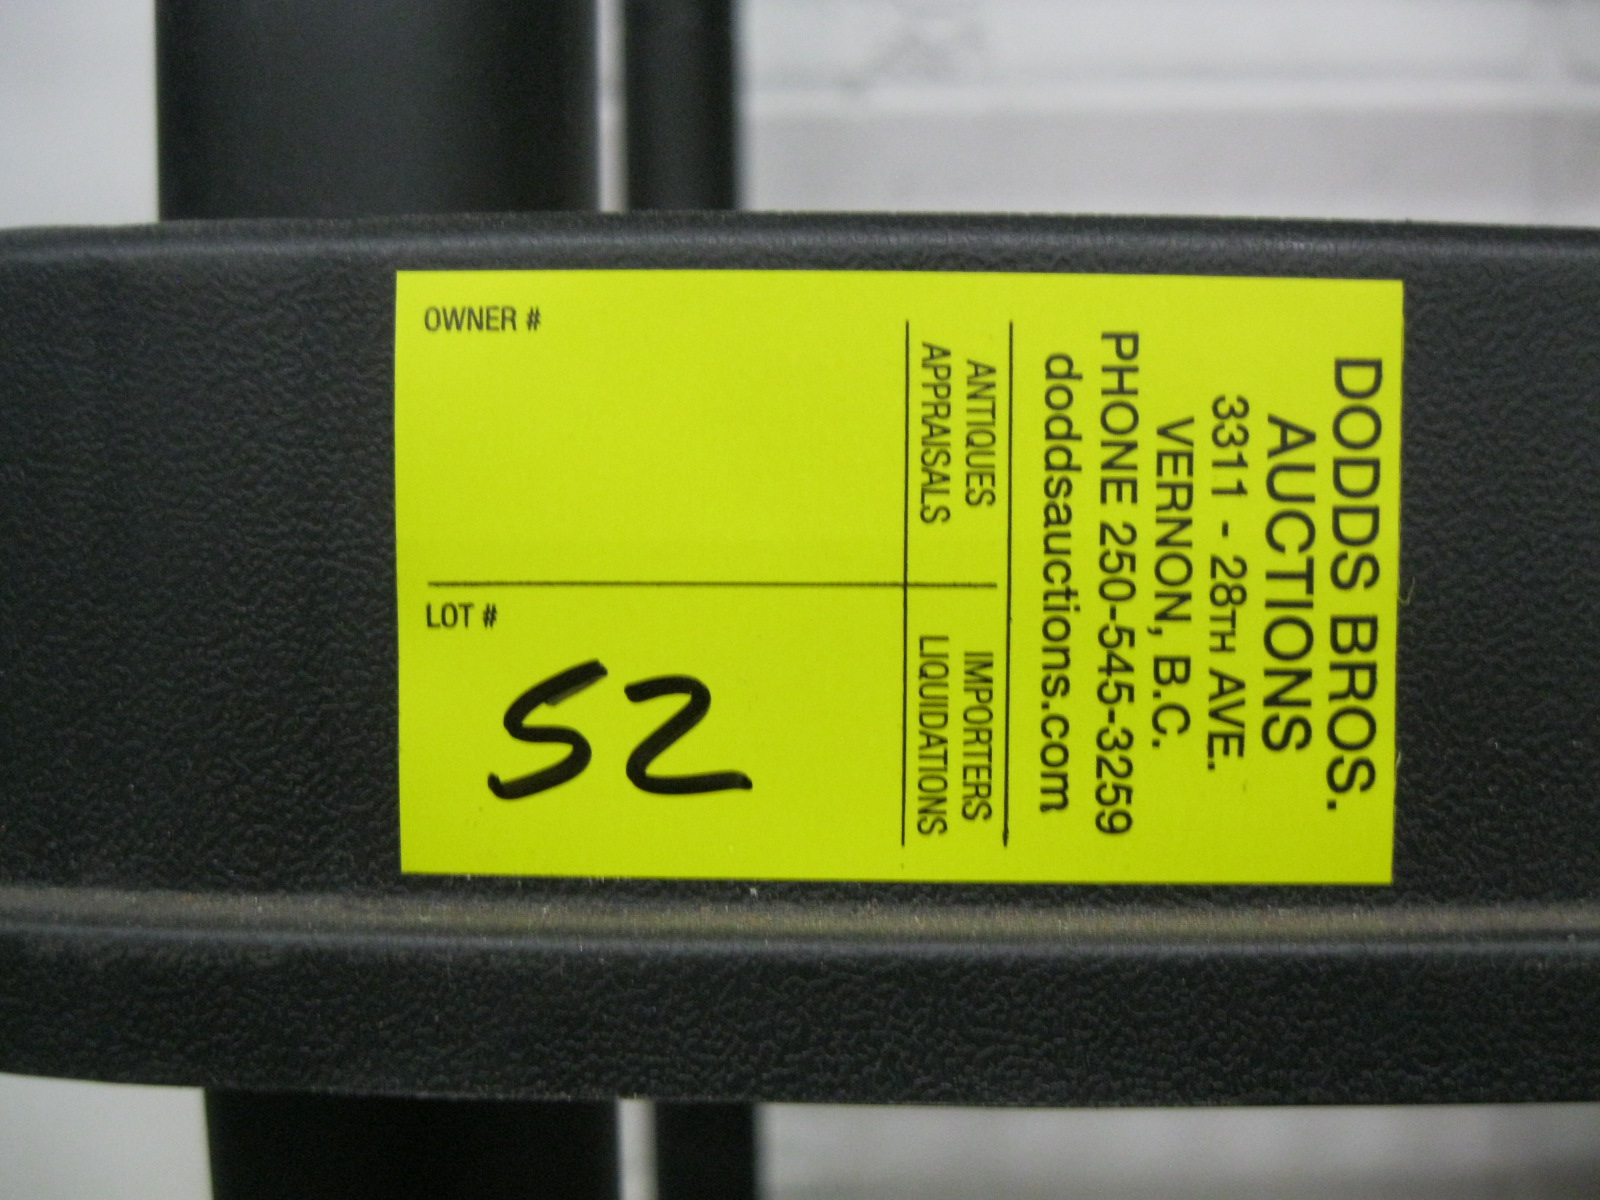 DODDS BROS.
AUCTIONS
3311 - 28TH AVE.
VERNON, B.C.
PHONE 250-545-3259
doddsauctions.com
ANTIQUES
APPRAISALS
IMPORTERS
LIQUIDATIONS
OWNER #
LOT #
52